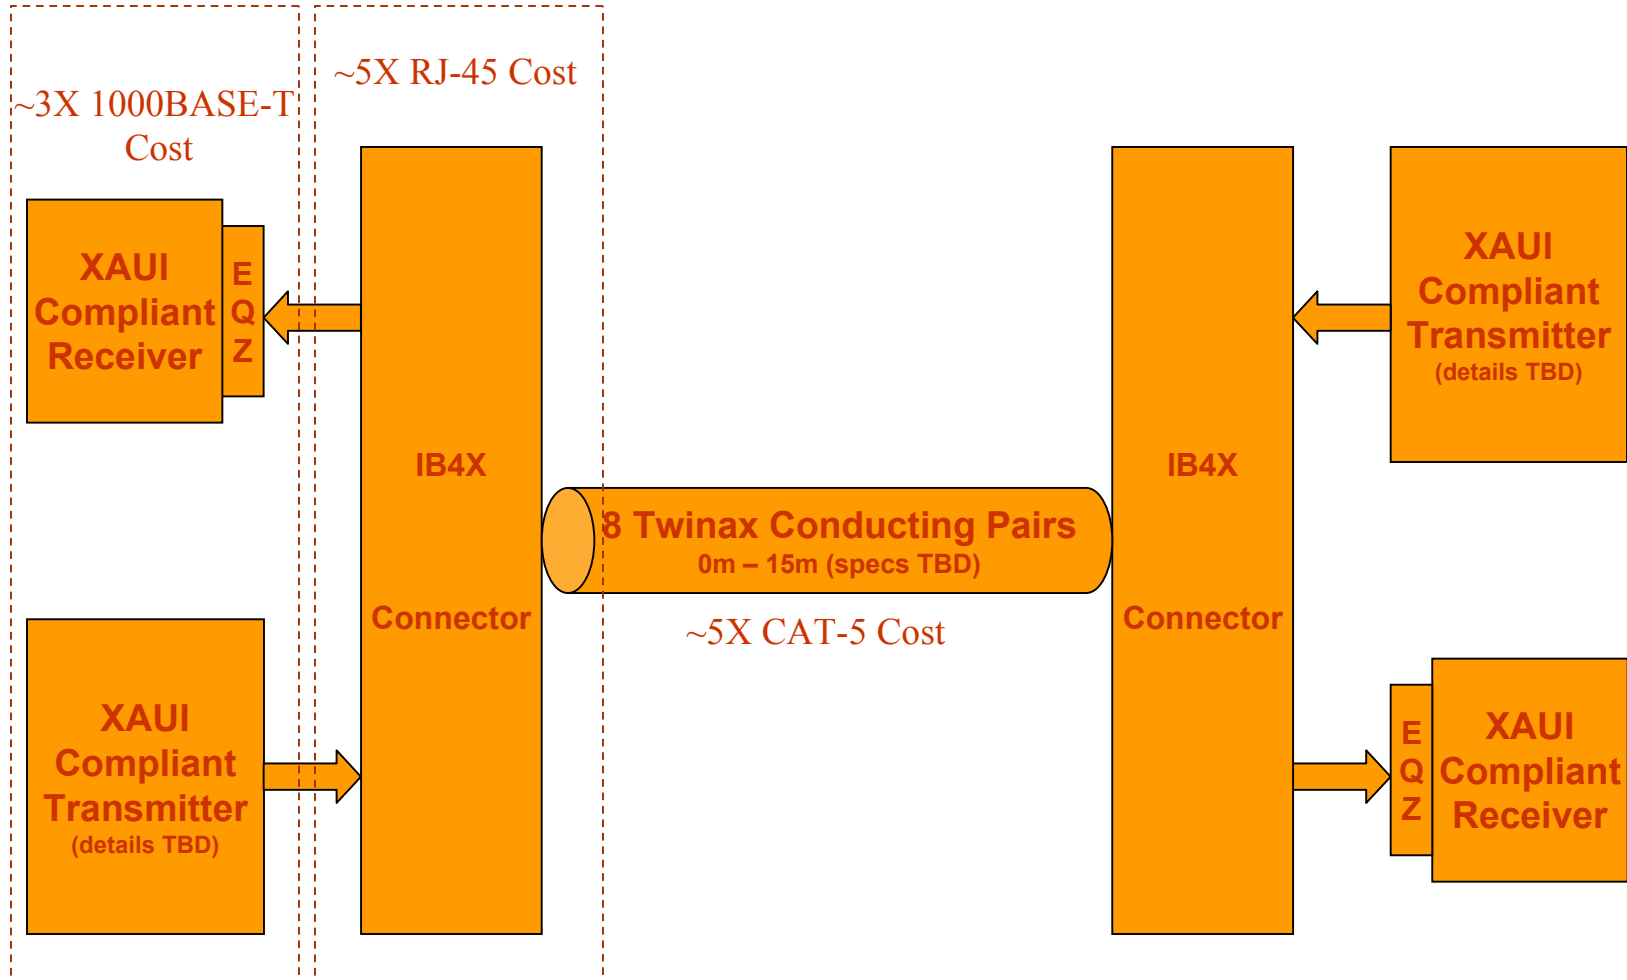 ~5X RJ-45 Cost
~3X 1000BASE-T
Cost
XAUI
Compliant
Receiver
E
Q
Z
IB4X
Connector
XAUI
Compliant
Transmitter
(details TBD)
8 Twinax Conducting Pairs
0m – 15m (specs TBD)
~5X CAT-5 Cost
IB4X
Connector
XAUI
Compliant
Transmitter
(details TBD)
E
Q
Z
XAUI
Compliant
Receiver